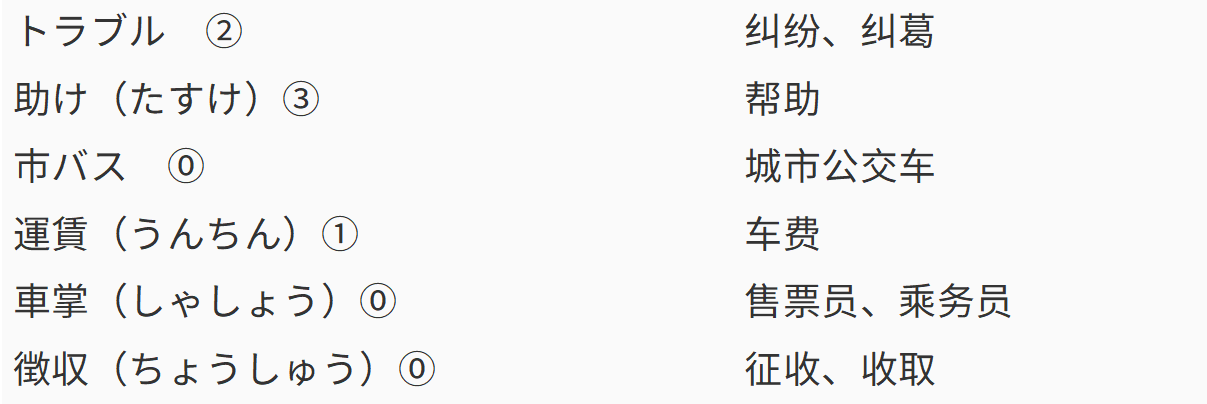 トラブル　② 纠纷、纠葛
助け（たすけ）③ 帮助
市バス　⓪ 城市公交车
運賃（うんちん）① 车费
車掌（しゃしょう）⓪ 售票员、乘务员
徴収（ちょうしゅう）⓪ 征收、收取